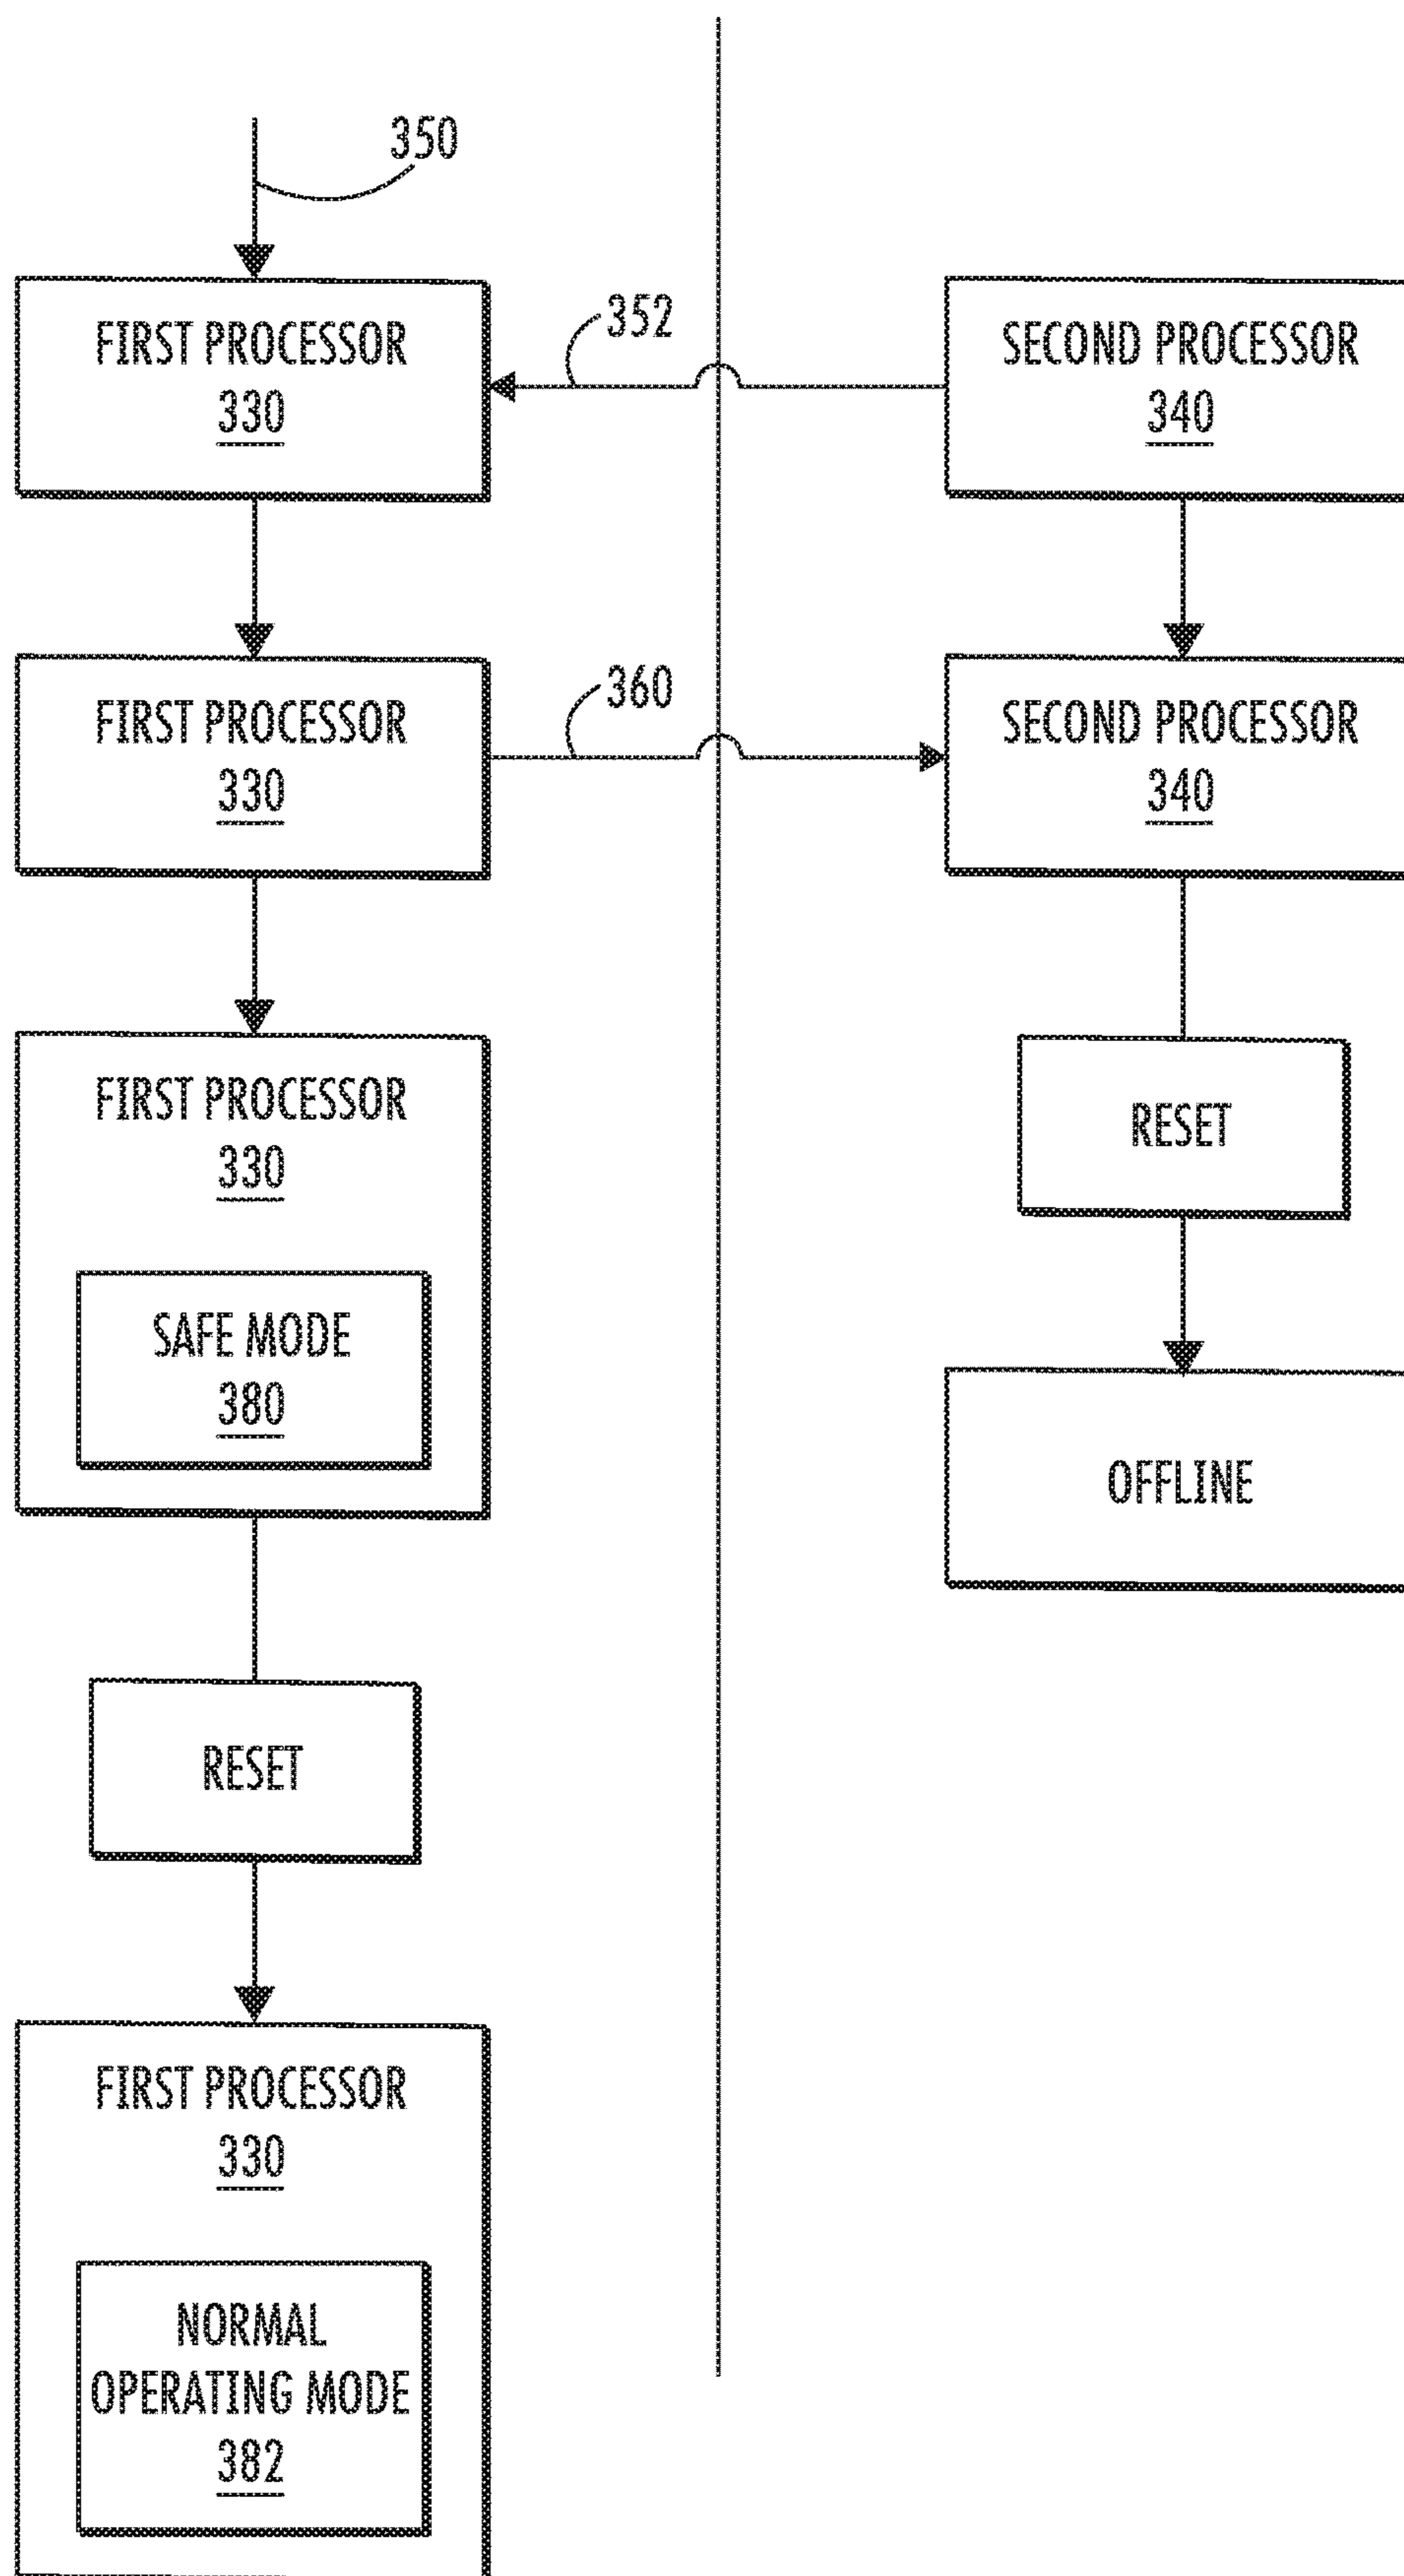 350
FIRST PROCESSOR
330
352
SECOND PROCESSOR
340
FIRST PROCESSOR
330
360
SECOND PROCESSOR
340
FIRST PROCESSOR
330
SAFE MODE
380
RESET
OFFLINE
RESET
FIRST PROCESSOR
330
NORMAL
OPERATING MODE
382